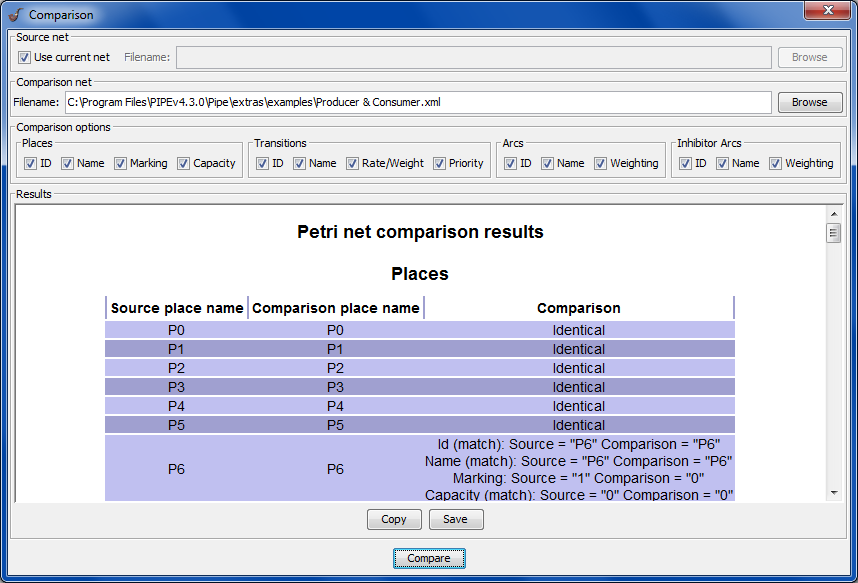 Comparison
Source net
Use current net Filename: Browse
Comparison net
Filename: C:\Program Files\PIPEv4.3.0\Pipe\extras\examples\Producer & Consumer.xml Browse
Comparison options
Places Transitions Arcs Inhibitor Arcs
ID Name Marking Capacity ID Name Rate/Weight Priority ID Name Weighting ID Name Weighting
Results
Petri net comparison results
Places
Source place name Comparison place name Comparison
P0 P0 Identical
P1 P1 Identical
P2 P2 Identical
P3 P3 Identical
P4 P4 Identical
P5 P5 Identical
Id (match): Source = "P6" Comparison = "P6"
Name (match): Source = "P6" Comparison = "P6"
P6 P6
Marking: Source = "1" Comparison = "0"
Capacity (match): Source = "0" Comparison = "0"
Copy Save
Compare